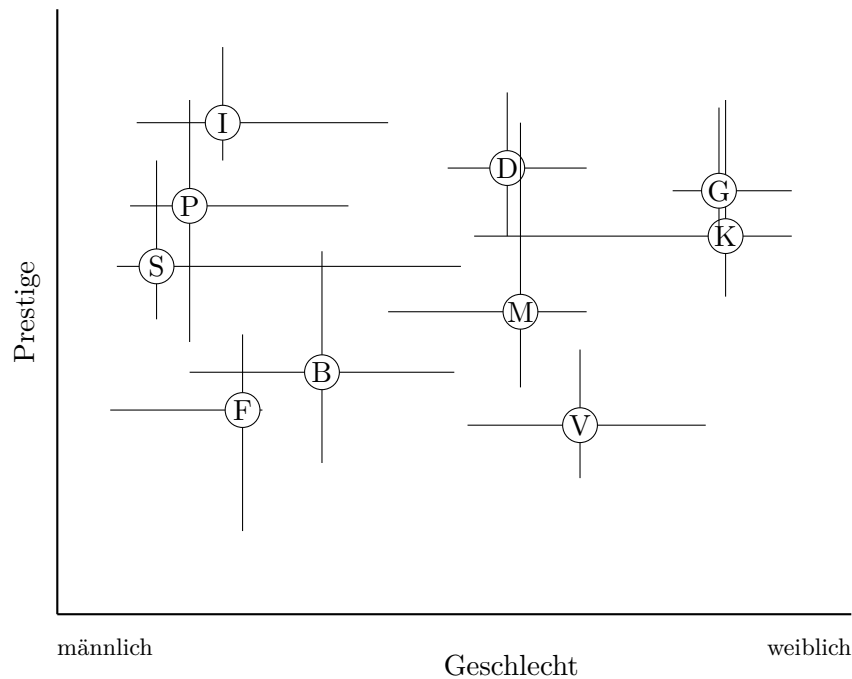 I
D
P
G
K
S
M
B
F
V
Prestige
männlich
weiblich
Geschlecht